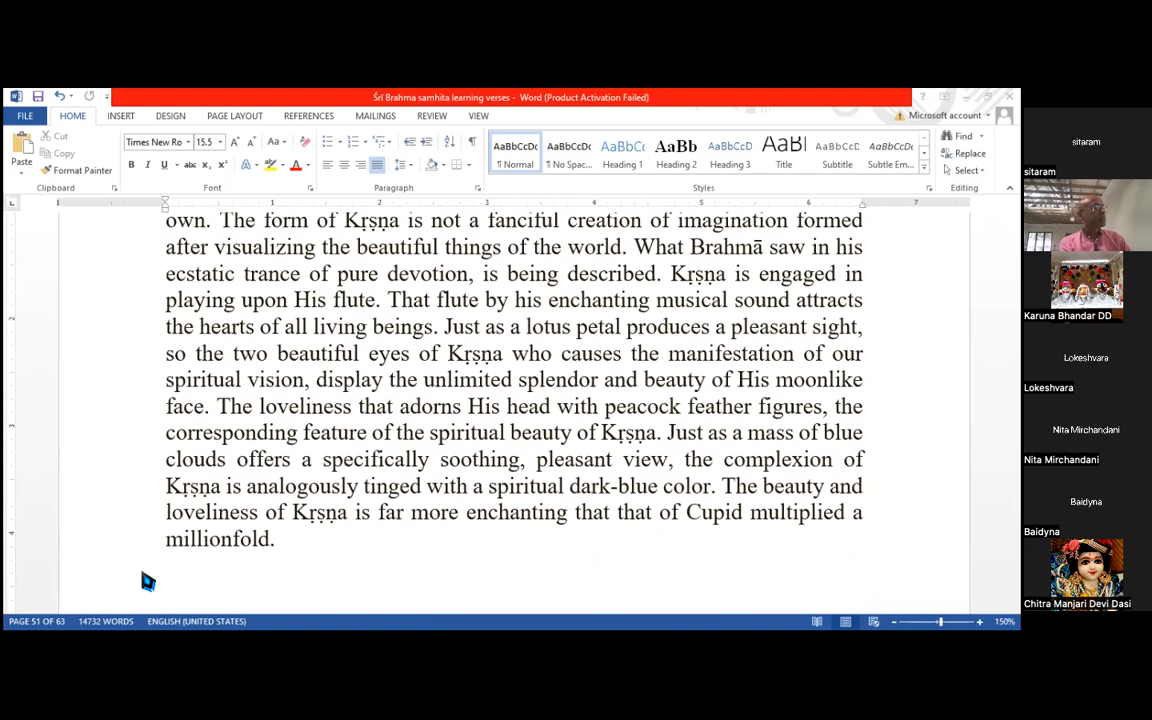 Śrī Brahma samhita learning verses - Word (Product Activation Failed)
FILE HOME INSERT DESIGN PAGE LAYOUT REFERENCES MAILINGS REVIEW VIEW Microsoft account
Paste Cut Copy Format Painter
Times New Ro 15.5
AaBbCcDc AaBbCcDc AaBbCc AaBb AaBbCcDc AaBl AaBbCcD AaBbCcDc
¶ Normal ¶ No Spac... Heading 1 Heading 2 Heading 3 Title Subtitle Subtle Em...
Find Replace Select
Clipboard Font Paragraph Styles Editing
own. The form of Kṛṣṇa is not a fanciful creation of imagination formed
after visualizing the beautiful things of the world. What Brahmā saw in his
ecstatic trance of pure devotion, is being described. Kṛṣṇa is engaged in
playing upon His flute. That flute by his enchanting musical sound attracts
the hearts of all living beings. Just as a lotus petal produces a pleasant sight,
so the two beautiful eyes of Kṛṣṇa who causes the manifestation of our
spiritual vision, display the unlimited splendor and beauty of His moonlike
face. The loveliness that adorns His head with peacock feather figures, the
corresponding feature of the spiritual beauty of Kṛṣṇa. Just as a mass of blue
clouds offers a specifically soothing, pleasant view, the complexion of
Kṛṣṇa is analogously tinged with a spiritual dark-blue color. The beauty and
loveliness of Kṛṣṇa is far more enchanting that that of Cupid multiplied a
millionfold.
PAGE 51 OF 63 14732 WORDS ENGLISH (UNITED STATES) 150%
sitaram
sitaram
Karuna Bhandar DD
Lokeshvara
Lokeshvara
Nita Mirchandani
Nita Mirchandani
Baidyna
Baidyna
Chitra Manjari Devi Dasi